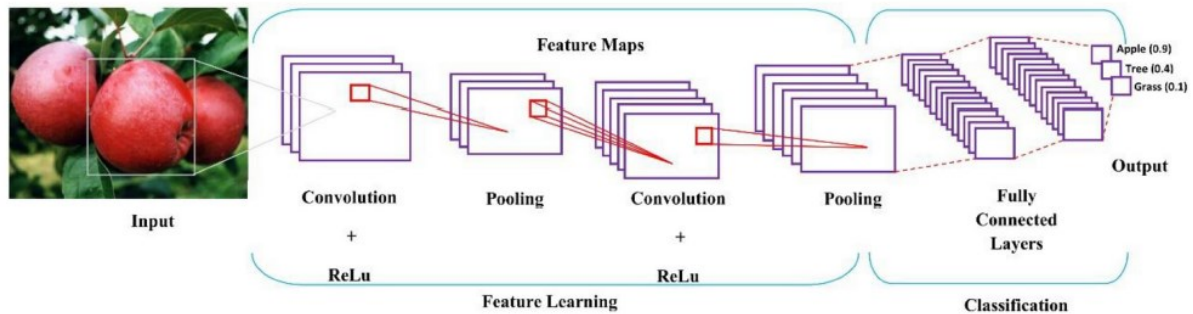 Feature Maps
Apple (0.9)
Tree (0.4)
Grass (0.1)
Input
Convolution
+
ReLu
Pooling
Convolution
+
ReLu
Pooling
Fully
Connected
Layers
Output
Feature Learning
Classification